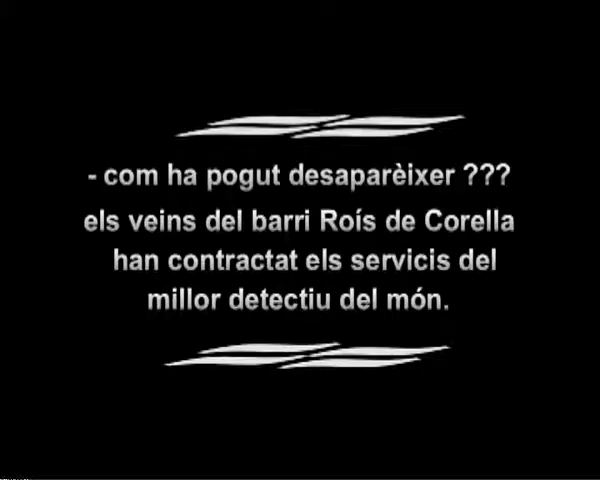 - com ha pogut desaparèixer ???
els veins del barri Roís de Corella
han contractat els servicis del
millor detectiu del món.